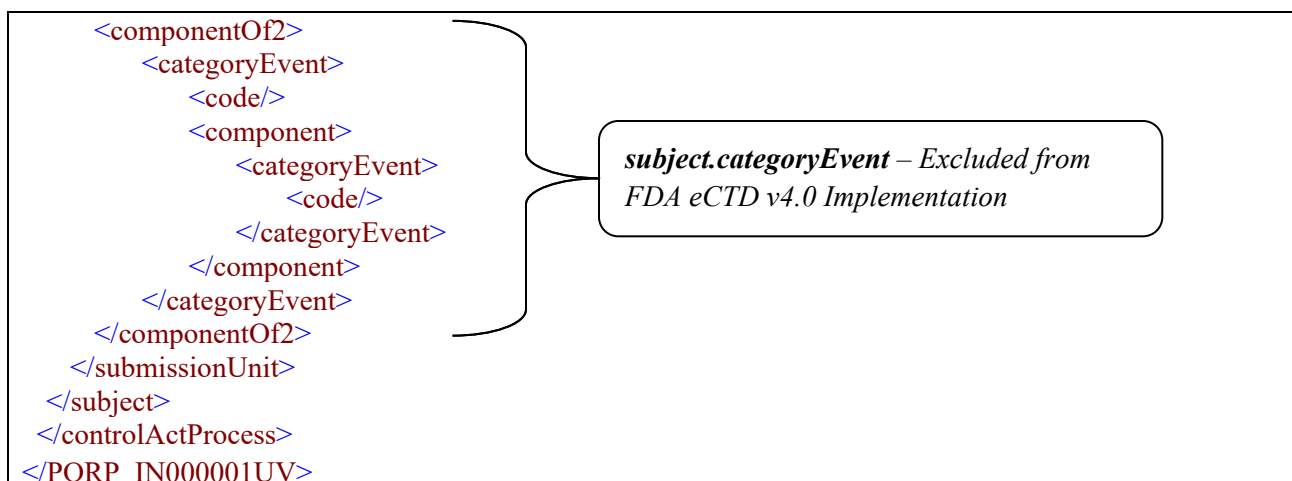 <componentOf2>
<categoryEvent>
<code/>
<component>
<categoryEvent>
<code/>
</categoryEvent>
</component>
</categoryEvent>
</componentOf2>
</submissionUnit>
</subject>
</controlActProcess>
</PORP_IN000001UV>
subject.categoryEvent – Excluded from
FDA eCTD v4.0 Implementation